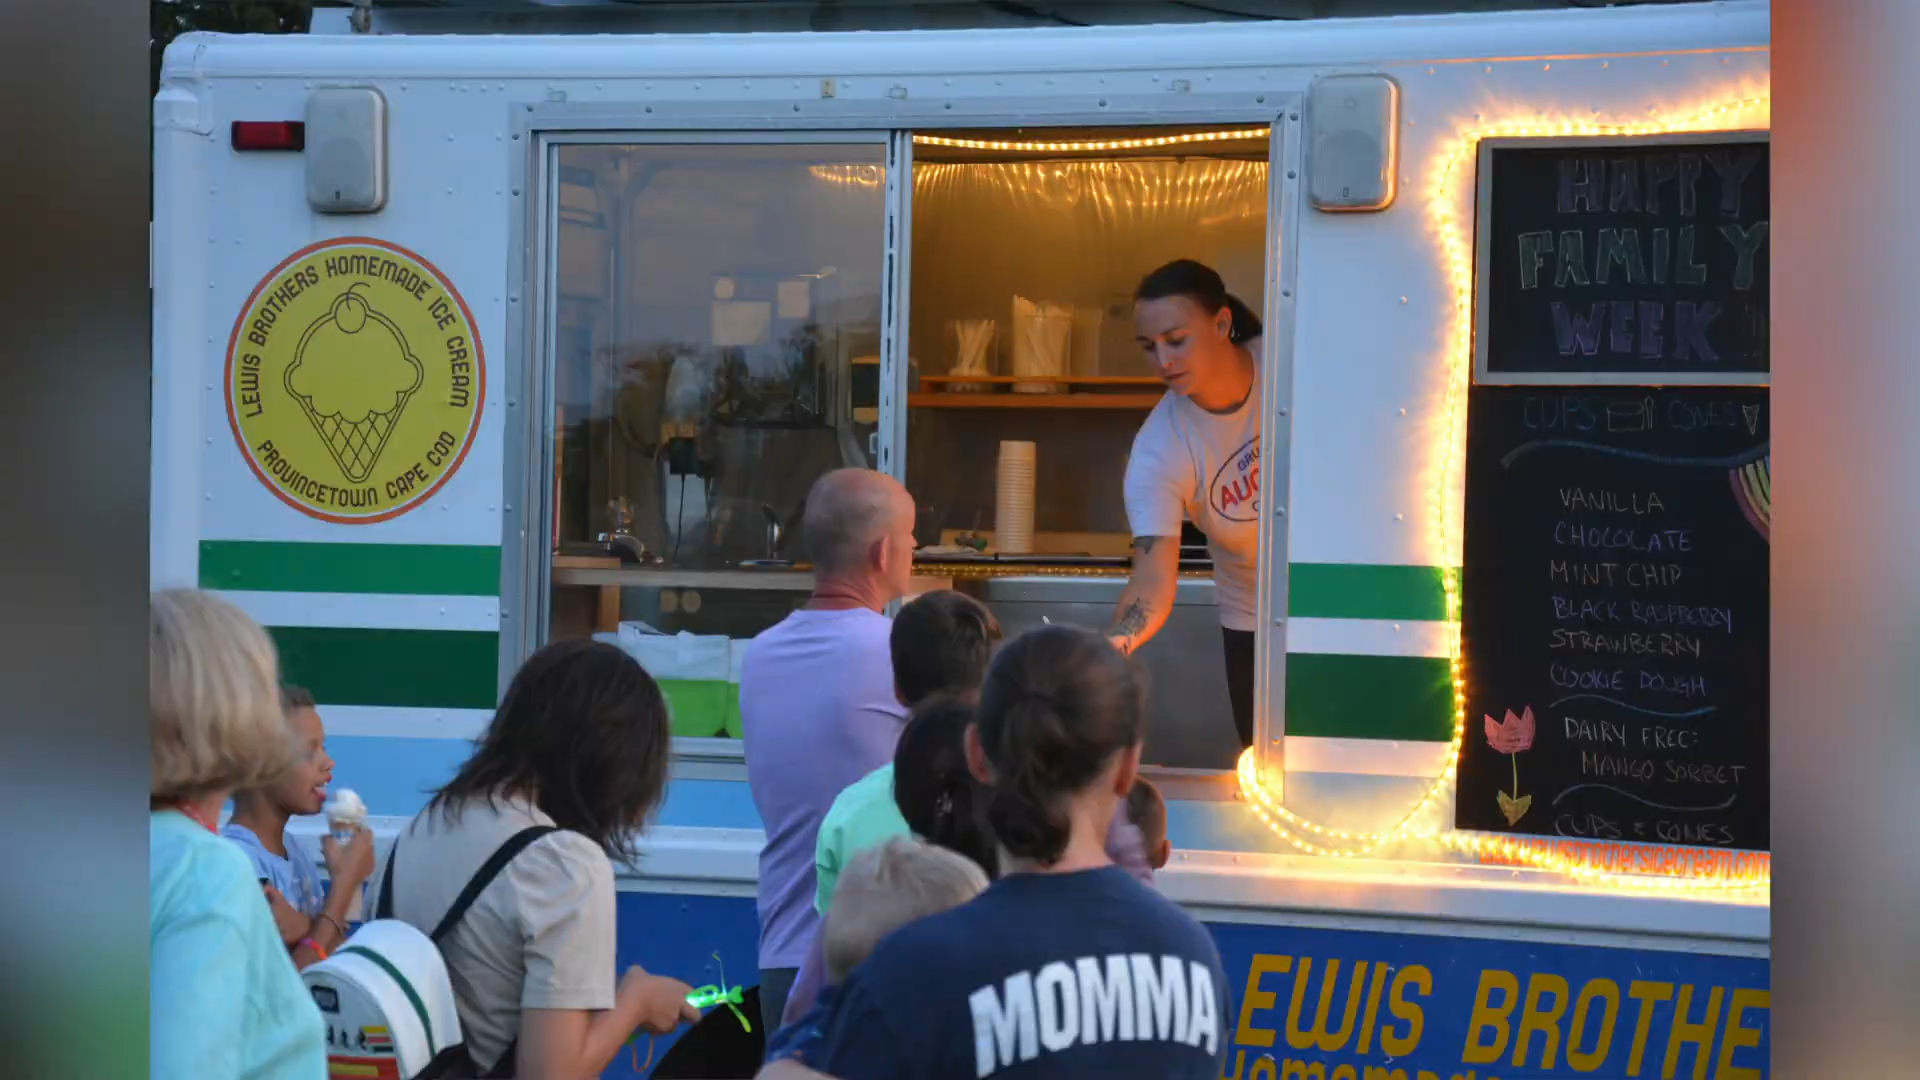 LEWIS BROTHERS HOMEMADE ICE CREAM
PROVINCETOWN CAPE COD
HAPPY
FAMILY
WEEK
CUPS CONES
VANILLA
CHOCOLATE
MINT CHIP
BLACK RASPBERRY
STRAWBERRY
COOKIE DOUGH
DAIRY FREE:
MANGO SORBET
CUPS & CONES
MOMMA
EWIS BROTHE